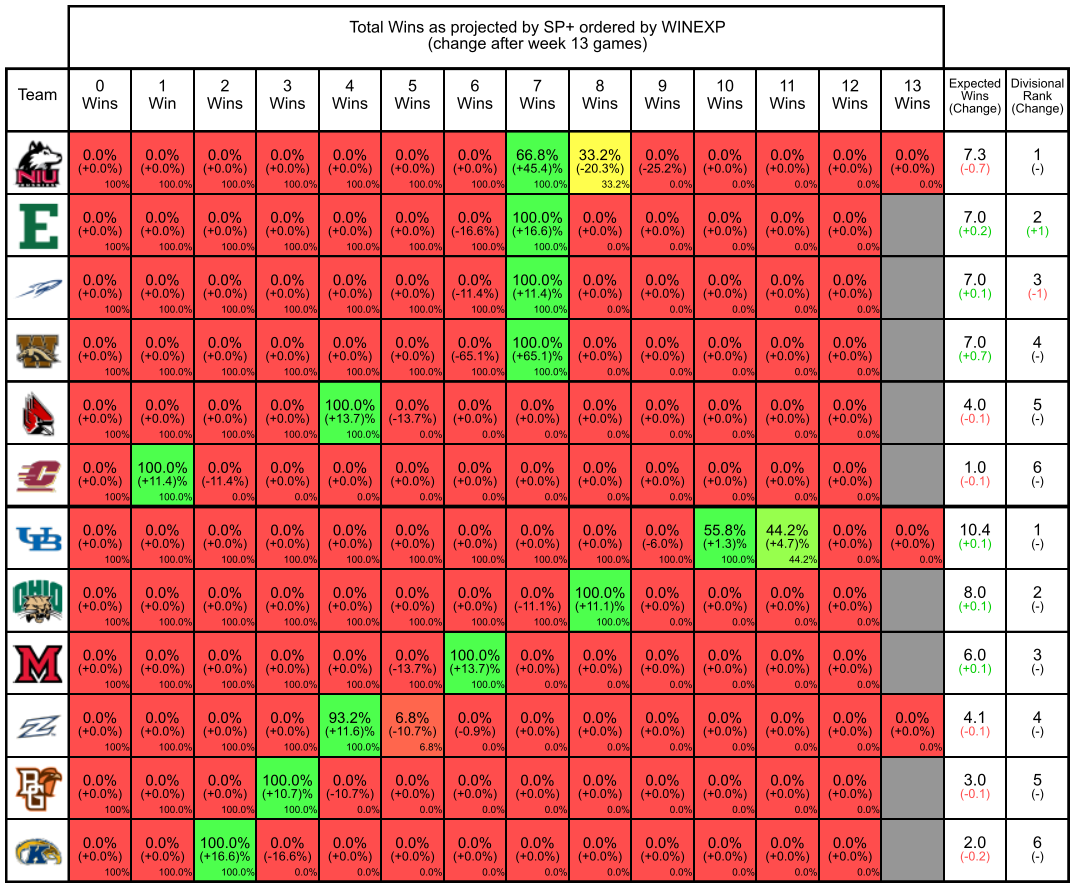 Total Wins as projected by SP+ ordered by WINEXP
(change after week 13 games)
Team 0 Wins 1 Win 2 Wins 3 Wins 4 Wins 5 Wins 6 Wins 7 Wins 8 Wins 9 Wins 10 Wins 11 Wins 12 Wins 13 Wins Expected Wins (Change) Divisional Rank (Change)
NIU
0.0% 0.0% 0.0% 0.0% 0.0% 0.0% 0.0% 66.8% 33.2% 0.0% 0.0% 0.0% 0.0% 0.0% 7.3 1
(+0.0%) (+0.0%) (+0.0%) (+0.0%) (+0.0%) (+0.0%) (+0.0%) (+45.4)% (-20.3%) (-25.2%) (+0.0%) (+0.0%) (+0.0%) (+0.0%) (-0.7) (-)
100% 100.0% 100.0% 100.0% 100.0% 100.0% 100.0% 100.0% 33.2% 0.0% 0.0% 0.0% 0.0% 0.0%
E
0.0% 0.0% 0.0% 0.0% 0.0% 0.0% 0.0% 100.0% 0.0% 0.0% 0.0% 0.0% 0.0% 7.0 2
(+0.0%) (+0.0%) (+0.0%) (+0.0%) (+0.0%) (+0.0%) (-16.6%) (+16.6)% (+0.0%) (+0.0%) (+0.0%) (+0.0%) (+0.0%) (+0.2) (+1)
100% 100.0% 100.0% 100.0% 100.0% 100.0% 100.0% 100.0% 0.0% 0.0% 0.0% 0.0% 0.0%
0.0% 0.0% 0.0% 0.0% 0.0% 0.0% 0.0% 100.0% 0.0% 0.0% 0.0% 0.0% 0.0% 7.0 3
(+0.0%) (+0.0%) (+0.0%) (+0.0%) (+0.0%) (+0.0%) (-11.4%) (+11.4)% (+0.0%) (+0.0%) (+0.0%) (+0.0%) (+0.0%) (+0.1) (-1)
100% 100.0% 100.0% 100.0% 100.0% 100.0% 100.0% 100.0% 0.0% 0.0% 0.0% 0.0% 0.0%
W
0.0% 0.0% 0.0% 0.0% 0.0% 0.0% 0.0% 100.0% 0.0% 0.0% 0.0% 0.0% 0.0% 7.0 4
(+0.0%) (+0.0%) (+0.0%) (+0.0%) (+0.0%) (+0.0%) (-65.1%) (+65.1)% (+0.0%) (+0.0%) (+0.0%) (+0.0%) (+0.0%) (+0.7) (-)
100% 100.0% 100.0% 100.0% 100.0% 100.0% 100.0% 100.0% 0.0% 0.0% 0.0% 0.0% 0.0%
0.0% 0.0% 0.0% 0.0% 100.0% 0.0% 0.0% 0.0% 0.0% 0.0% 0.0% 0.0% 0.0% 4.0 5
(+0.0%) (+0.0%) (+0.0%) (+0.0%) (+13.7)% (-13.7%) (+0.0%) (+0.0%) (+0.0%) (+0.0%) (+0.0%) (+0.0%) (+0.0%) (-0.1) (-)
100% 100.0% 100.0% 100.0% 100.0% 0.0% 0.0% 0.0% 0.0% 0.0% 0.0% 0.0% 0.0%
C
0.0% 100.0% 0.0% 0.0% 0.0% 0.0% 0.0% 0.0% 0.0% 0.0% 0.0% 0.0% 0.0% 1.0 6
(+0.0%) (+11.4)% (-11.4%) (+0.0%) (+0.0%) (+0.0%) (+0.0%) (+0.0%) (+0.0%) (+0.0%) (+0.0%) (+0.0%) (+0.0%) (-0.1) (-)
100% 100.0% 0.0% 0.0% 0.0% 0.0% 0.0% 0.0% 0.0% 0.0% 0.0% 0.0% 0.0%
UB
0.0% 0.0% 0.0% 0.0% 0.0% 0.0% 0.0% 0.0% 0.0% 0.0% 55.8% 44.2% 0.0% 0.0% 10.4 1
(+0.0%) (+0.0%) (+0.0%) (+0.0%) (+0.0%) (+0.0%) (+0.0%) (+0.0%) (+0.0%) (-6.0%) (+1.3)% (+4.7)% (+0.0%) (+0.0%) (+0.1) (-)
100% 100.0% 100.0% 100.0% 100.0% 100.0% 100.0% 100.0% 100.0% 100.0% 100.0% 44.2% 0.0% 0.0%
OHIO
0.0% 0.0% 0.0% 0.0% 0.0% 0.0% 0.0% 0.0% 100.0% 0.0% 0.0% 0.0% 0.0% 8.0 2
(+0.0%) (+0.0%) (+0.0%) (+0.0%) (+0.0%) (+0.0%) (+0.0%) (-11.1%) (+11.1)% (+0.0%) (+0.0%) (+0.0%) (+0.0%) (+0.1) (-)
100% 100.0% 100.0% 100.0% 100.0% 100.0% 100.0% 100.0% 100.0% 0.0% 0.0% 0.0% 0.0%
M
0.0% 0.0% 0.0% 0.0% 0.0% 0.0% 100.0% 0.0% 0.0% 0.0% 0.0% 0.0% 0.0% 6.0 3
(+0.0%) (+0.0%) (+0.0%) (+0.0%) (+0.0%) (-13.7%) (+13.7)% (+0.0%) (+0.0%) (+0.0%) (+0.0%) (+0.0%) (+0.0%) (+0.1) (-)
100% 100.0% 100.0% 100.0% 100.0% 100.0% 100.0% 0.0% 0.0% 0.0% 0.0% 0.0% 0.0%
0.0% 0.0% 0.0% 0.0% 93.2% 6.8% 0.0% 0.0% 0.0% 0.0% 0.0% 0.0% 0.0% 0.0% 4.1 4
(+0.0%) (+0.0%) (+0.0%) (+0.0%) (+11.6)% (-10.7%) (-0.9%) (+0.0%) (+0.0%) (+0.0%) (+0.0%) (+0.0%) (+0.0%) (+0.0%) (-0.1) (-)
100% 100.0% 100.0% 100.0% 100.0% 6.8% 0.0% 0.0% 0.0% 0.0% 0.0% 0.0% 0.0% 0.0%
BG
0.0% 0.0% 0.0% 100.0% 0.0% 0.0% 0.0% 0.0% 0.0% 0.0% 0.0% 0.0% 0.0% 3.0 5
(+0.0%) (+0.0%) (+0.0%) (+10.7)% (-10.7%) (+0.0%) (+0.0%) (+0.0%) (+0.0%) (+0.0%) (+0.0%) (+0.0%) (+0.0%) (-0.1) (-)
100% 100.0% 100.0% 100.0% 0.0% 0.0% 0.0% 0.0% 0.0% 0.0% 0.0% 0.0% 0.0%
K
0.0% 0.0% 100.0% 0.0% 0.0% 0.0% 0.0% 0.0% 0.0% 0.0% 0.0% 0.0% 0.0% 2.0 6
(+0.0%) (+0.0%) (+16.6)% (-16.6%) (+0.0%) (+0.0%) (+0.0%) (+0.0%) (+0.0%) (+0.0%) (+0.0%) (+0.0%) (+0.0%) (-0.2) (-)
100% 100.0% 100.0% 0.0% 0.0% 0.0% 0.0% 0.0% 0.0% 0.0% 0.0% 0.0% 0.0%